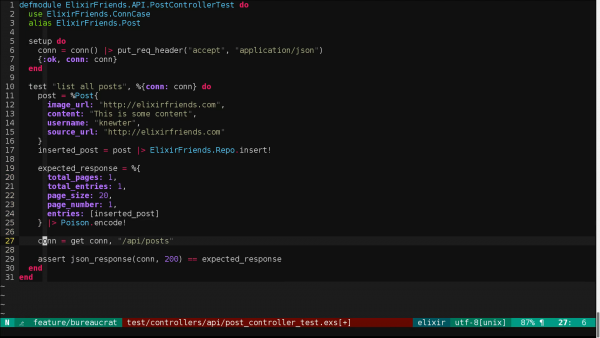 1 defmodule ElixirFriends.API.PostControllerTest do
2   use ElixirFriends.ConnCase
3   alias ElixirFriends.Post
4
5   setup do
6     conn = conn() |> put_req_header("accept", "application/json")
7     {:ok, conn: conn}
8   end
9
10   test "list all posts", %{conn: conn} do
11     post = %Post{
12       image_url: "http://elixirfriends.com",
13       content: "This is some content",
14       username: "knewter",
15       source_url: "http://elixirfriends.com"
16     }
17     inserted_post = post |> ElixirFriends.Repo.insert!
18
19     expected_response = %{
20       total_pages: 1,
21       total_entries: 1,
22       page_size: 20,
23       page_number: 1,
24       entries: [inserted_post]
25     } |> Poison.encode!
26
27     conn = get conn, "/api/posts"
28
29     assert json_response(conn, 200) == expected_response
30   end
31 end
~
~
~
~
N feature/bureaucrat test/controllers/api/post_controller_test.exs[+] elixir utf-8[unix] 87% ¶ 27: 6